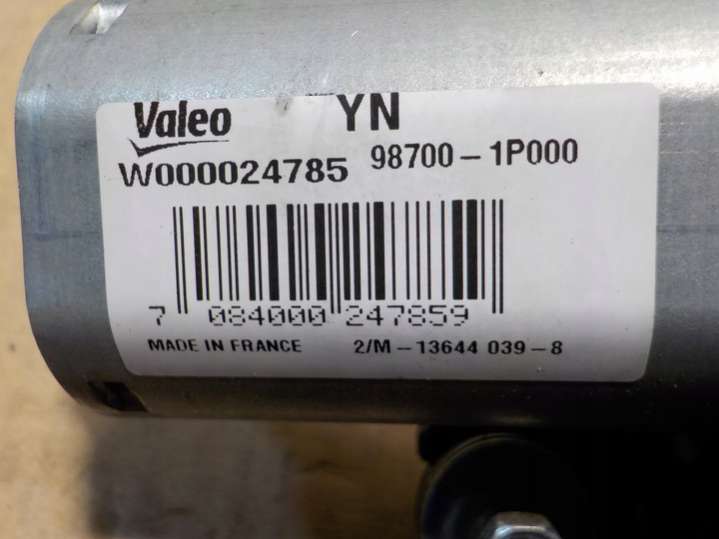 Valeo YN
W000024785 98700-1P000
7 084000 247859
MADE IN FRANCE 2/M-13644 039-8